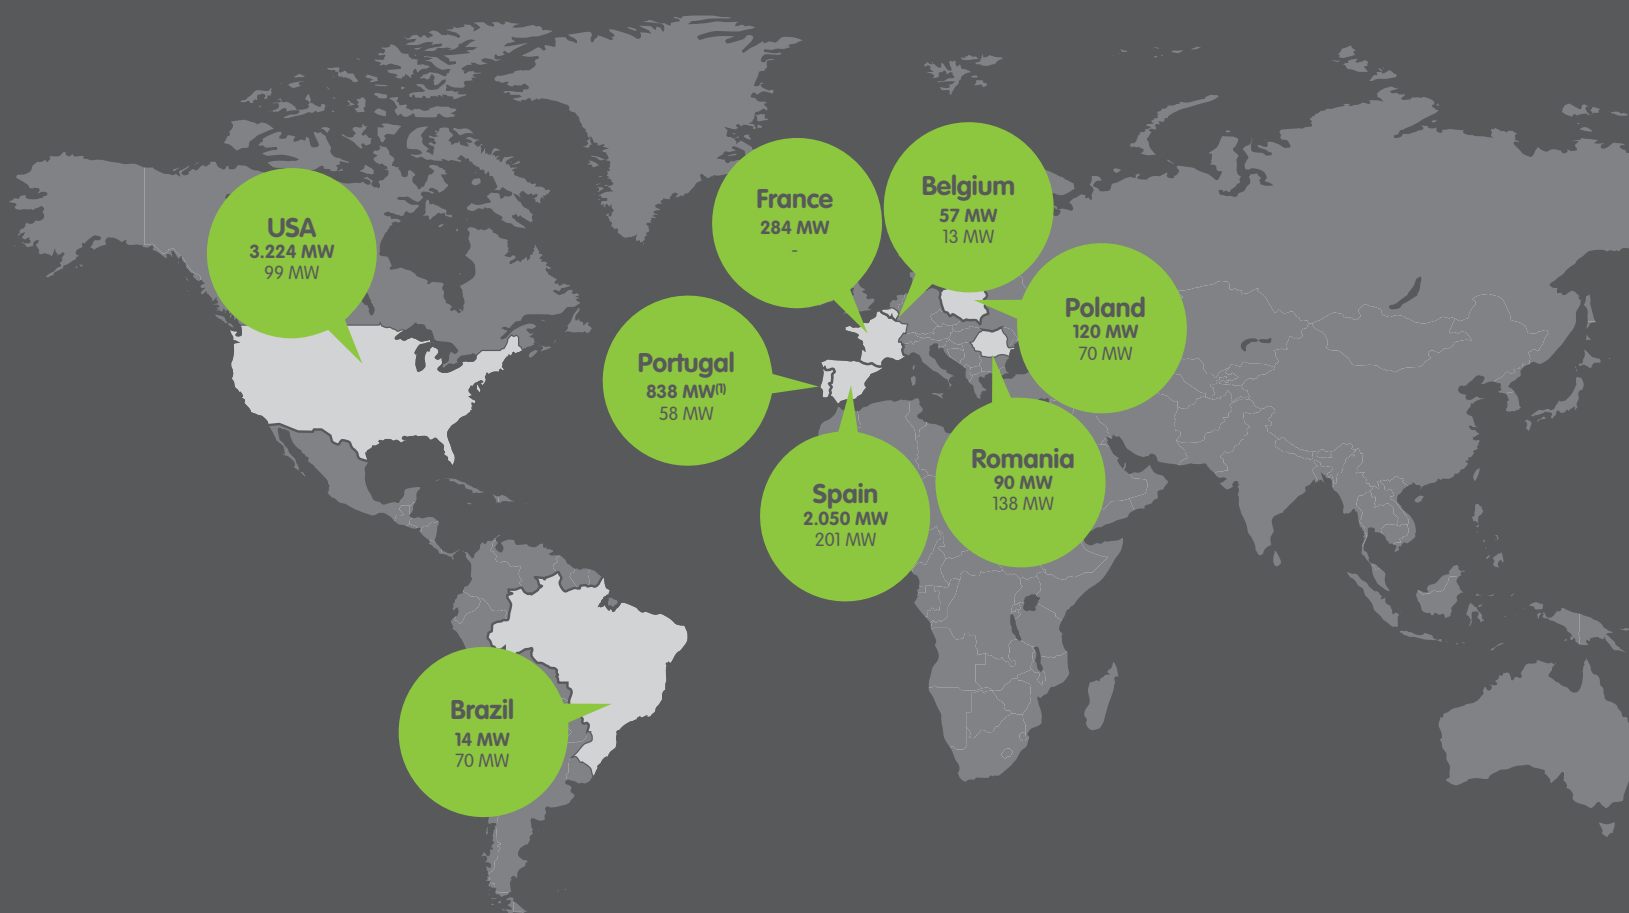 USA
3.224 MW
99 MW
France
284 MW
-
Belgium
57 MW
13 MW
Portugal
838 MW(1)
58 MW
Poland
120 MW
70 MW
Spain
2.050 MW
201 MW
Romania
90 MW
138 MW
Brazil
14 MW
70 MW